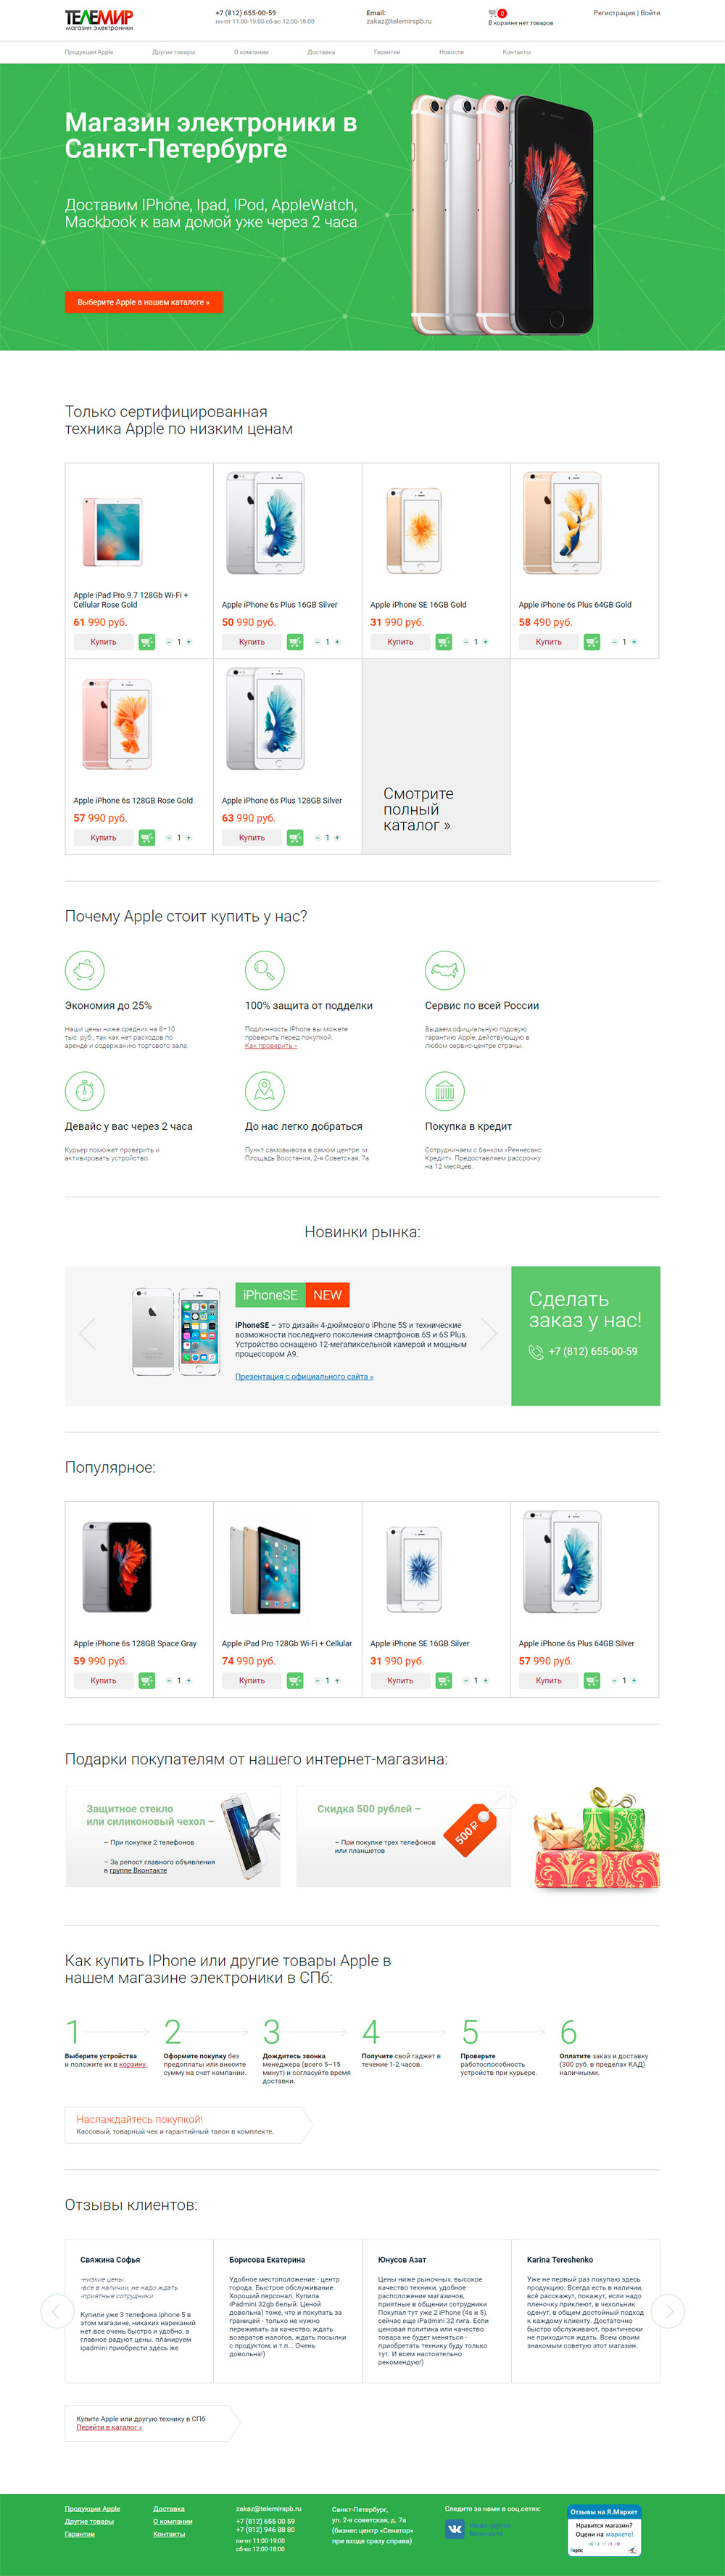 ТЕЛЕМИР
магазин электроники
+7 (812) 655-00-59
пн-пт 11:00-19:00 сб-вс 12:00-18:00
Email:
zakaz@telemirspb.ru
0
В корзине нет товаров
Регистрация | Войти
Продукция Apple
Другие товары
О компании
Доставка
Гарантии
Новости
Контакты
Магазин электроники в
Санкт-Петербурге
Доставим IPhone, Ipad, IPod, AppleWatch,
Mackbook к вам домой уже через 2 часа
Выберите Apple в нашем каталоге »
Только сертифицированная
техника Apple по низким ценам
Apple iPad Pro 9.7 128Gb Wi-Fi +
Cellular Rose Gold
61 990 руб.
Купить
– 1 +
Apple iPhone 6s Plus 16GB Silver
50 990 руб.
Купить
– 1 +
Apple iPhone SE 16GB Gold
31 990 руб.
Купить
– 1 +
Apple iPhone 6s Plus 64GB Gold
58 490 руб.
Купить
– 1 +
Apple iPhone 6s 128GB Rose Gold
57 990 руб.
Купить
– 1 +
Apple iPhone 6s Plus 128GB Silver
63 990 руб.
Купить
– 1 +
Смотрите
полный
каталог »
Почему Apple стоит купить у нас?
Экономия до 25%
Наши цены ниже средних на 8–10
тыс. руб., так как нет расходов по
аренде и содержанию торгового зала.
100% защита от подделки
Подлинность iPhone вы можете
проверить перед покупкой.
Как проверить »
Сервис по всей России
Выдаем официальную годовую
гарантию Apple, действующую в
любом сервис-центре страны.
Девайс у вас через 2 часа
Курьер поможет проверить и
активировать устройство.
До нас легко добраться
Пункт самовывоза в самом центре: м.
Площадь Восстания, 2-я Советская, 7а
Покупка в кредит
Сотрудничаем с банком «Реннесанс
Кредит». Предоставляем рассрочку
на 12 месяцев.
Новинки рынка:
iPhoneSE NEW
iPhoneSE – это дизайн 4-дюймового iPhone 5S и технические
возможности последнего поколения смартфонов 6S и 6S Plus.
Устройство оснащено 12-мегапиксельной камерой и мощным
процессором A9.
Презентация с официального сайта »
Сделать
заказ у нас!
+7 (812) 655-00-59
Популярное:
Apple iPhone 6s 128GB Space Gray
59 990 руб.
Купить
– 1 +
Apple iPad Pro 128Gb Wi-Fi + Cellular
74 990 руб.
Купить
– 1 +
Apple iPhone SE 16GB Silver
31 990 руб.
Купить
– 1 +
Apple iPhone 6s Plus 64GB Silver
57 990 руб.
Купить
– 1 +
Подарки покупателям от нашего интернет-магазина:
Защитное стекло
или силиконовый чехол –
– При покупке 2 телефонов
– За репост главного объявления
в группе Вконтакте
Скидка 500 рублей –
– При покупке трех телефонов
или планшетов
500 ₽
Как купить IPhone или другие товары Apple в
нашем магазине электроники в СПб:
1
Выберите устройства
и положите их в корзину.
2
Оформите покупку без
предоплаты или внесите
сумму на счет компании.
3
Дождитесь звонка
менеджера (всего 5–15
минут) и согласуйте время
доставки.
4
Получите свой гаджет в
течение 1-2 часов.
5
Проверьте
работоспособность
устройств при курьере.
6
Оплатите заказ и доставку
(300 руб. в пределах КАД)
наличными.
Наслаждайтесь покупкой!
Кассовый, товарный чек и гарантийный талон в комплекте.
Отзывы клиентов:
Свяжина Софья
-низкие цены
-все в наличии, не надо ждать
-приятные сотрудники
Купили уже 3 телефона iphone 5 в
этом магазине, никаких нареканий
нет.все очень быстро и удобно, а
главное радуют цены. планируем
ipadmini приобрести здесь же
Борисова Екатерина
Удобное местоположение - центр
города. Быстрое обслуживание.
Хороший персонал. Купила
iPadmini 32gb белый. Ценой
довольна) тоже, что и покупать за
границей - только не нужно
переживать за качество, ждать
возвратов налогов, ждать посылки
с продуктом, и т.п... Очень
довольна!)
Юнусов Азат
Цены ниже рыночных, высокое
качество техники, удобное
расположение магазинов,
приятные в общении сотрудники
Покупал тут уже 2 iPhone (4s и 5),
сейчас еще iPadmini 32 гига. Если
ценовая политика или качество
товара не будет меняться -
приобретать технику буду только
тут. И всем настоятельно
рекомендую!)
Karina Tereshenko
Уже не первый раз покупаю здесь
продукцию. Всегда есть в наличии,
всё расскажут, покажут, если надо
пленочку приклеют, в чехольчик
оденут, в общем достойный подход
к каждому клиенту. Достаточно
быстро обслуживают, практически
не приходится ждать. Всем своим
знакомым советую этот магазин.
Купите Apple или другую технику в СПб
Перейти в каталог »
Продукция Apple
Другие товары
Гарантии
Доставка
О компании
Контакты
zakaz@telemirspb.ru
+7 (812) 655 00 59
+7 (812) 946 88 80
пн-пт 11:00-19:00
сб-вс 12:00-18:00
Санкт-Петербург,
ул. 2-я советская, д. 7а
(бизнес центр «Сенатор»
при входе сразу справа)
Следите за нами в соц.сетях:
Наша группа
Вконтакте
Отзывы на Я.Маркет
Нравится магазин?
Оцени на маркете!
Яндекс